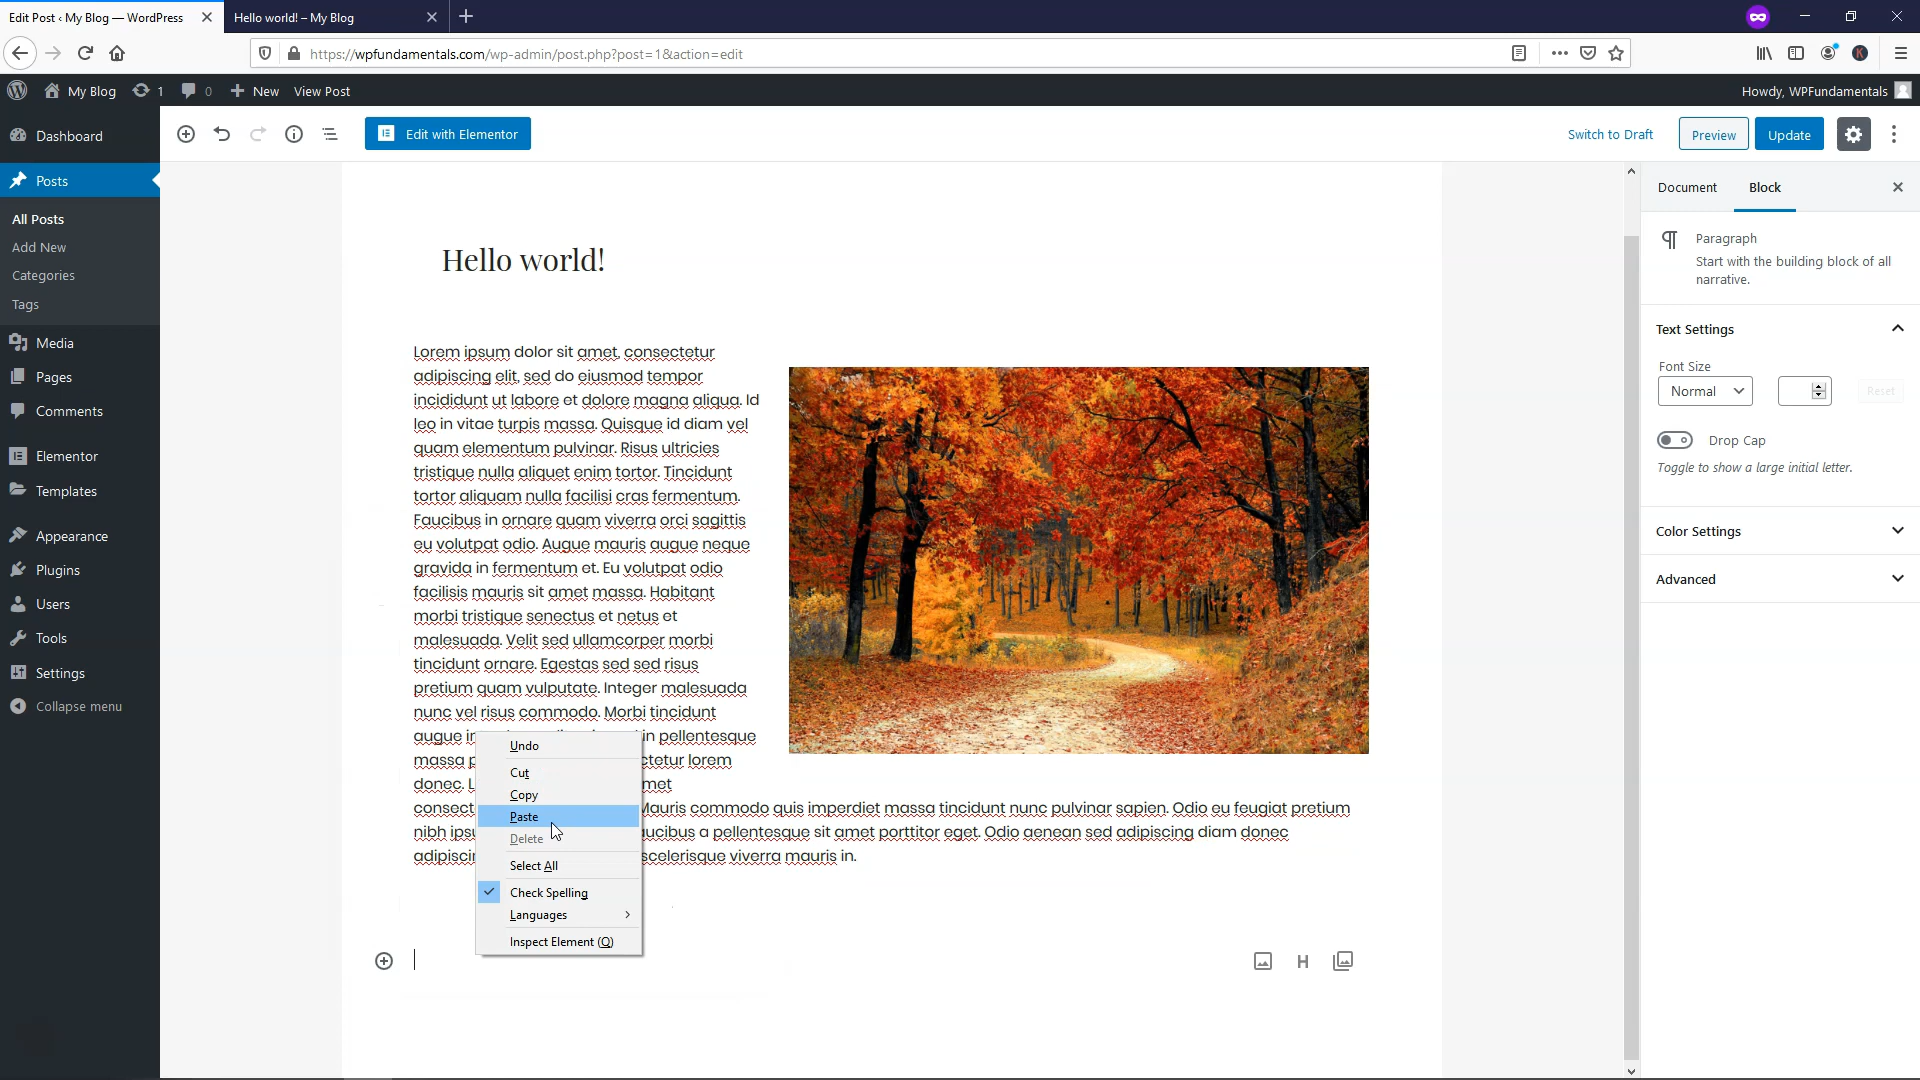 Edit Post ‹ My Blog — WordPress
Hello world! – My Blog
https://wpfundamentals.com/wp-admin/post.php?post=1&action=edit
My Blog
1
0
New
View Post
Howdy, WPFundamentals
Dashboard
Posts
All Posts
Add New
Categories
Tags
Media
Pages
Comments
Elementor
Templates
Appearance
Plugins
Users
Tools
Settings
Collapse menu
Edit with Elementor
Switch to Draft
Preview
Update
Hello world!
Lorem ipsum dolor sit amet, consectetur
adipiscing elit, sed do eiusmod tempor
incididunt ut labore et dolore magna aliqua. Id
leo in vitae turpis massa. Quisque id diam vel
quam elementum pulvinar. Risus ultricies
tristique nulla aliquet enim tortor. Tincidunt
tortor aliquam nulla facilisi cras fermentum.
Faucibus in ornare quam viverra orci sagittis
eu volutpat odio. Augue mauris augue neque
gravida in fermentum et. Eu volutpat odio
facilisis mauris sit amet massa. Habitant
morbi tristique senectus et netus et
malesuada. Velit sed ullamcorper morbi
tincidunt ornare. Egestas sed sed risus
pretium quam vulputate. Integer malesuada
nunc vel risus commodo. Morbi tincidunt
augue in pellentesque
massa lorem
donec.
Mauris commodo quis imperdiet massa tincidunt nunc pulvinar sapien. Odio eu feugiat pretium
nibh a pellentesque sit amet porttitor eget. Odio aenean sed adipiscing diam donec
scelerisque viverra mauris in.
Undo
Cut
Copy
Paste
Delete
Select All
Check Spelling
Languages
Inspect Element (Q)
H
Document
Block
Paragraph
Start with the building block of all
narrative.
Text Settings
Font Size
Normal
Reset
Drop Cap
Toggle to show a large initial letter.
Color Settings
Advanced